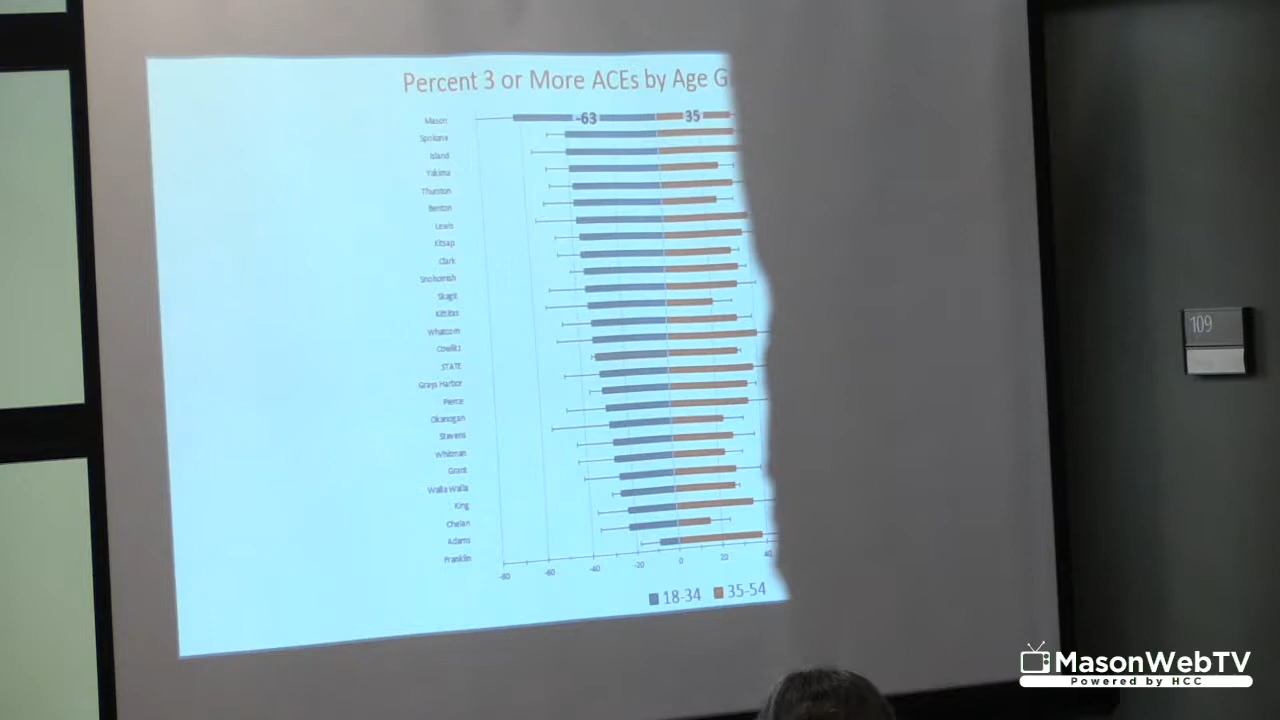 Percent 3 or More ACEs by Age G
Mason -63 35
Spokane
Island
Yakima
Thurston
Benton
Lewis
Kitsap
Clark
Snohomish
Skagit
Kittitas
Whatcom
Cowlitz
STATE
Grays Harbor
Pierce
Okanogan
Stevens
Whitman
Grant
Walla Walla
King
Chelan
Adams
Franklin
-80 -60 -40 -20 0 20 40
18-34 35-54
109
MasonWebTV
Powered by HCC